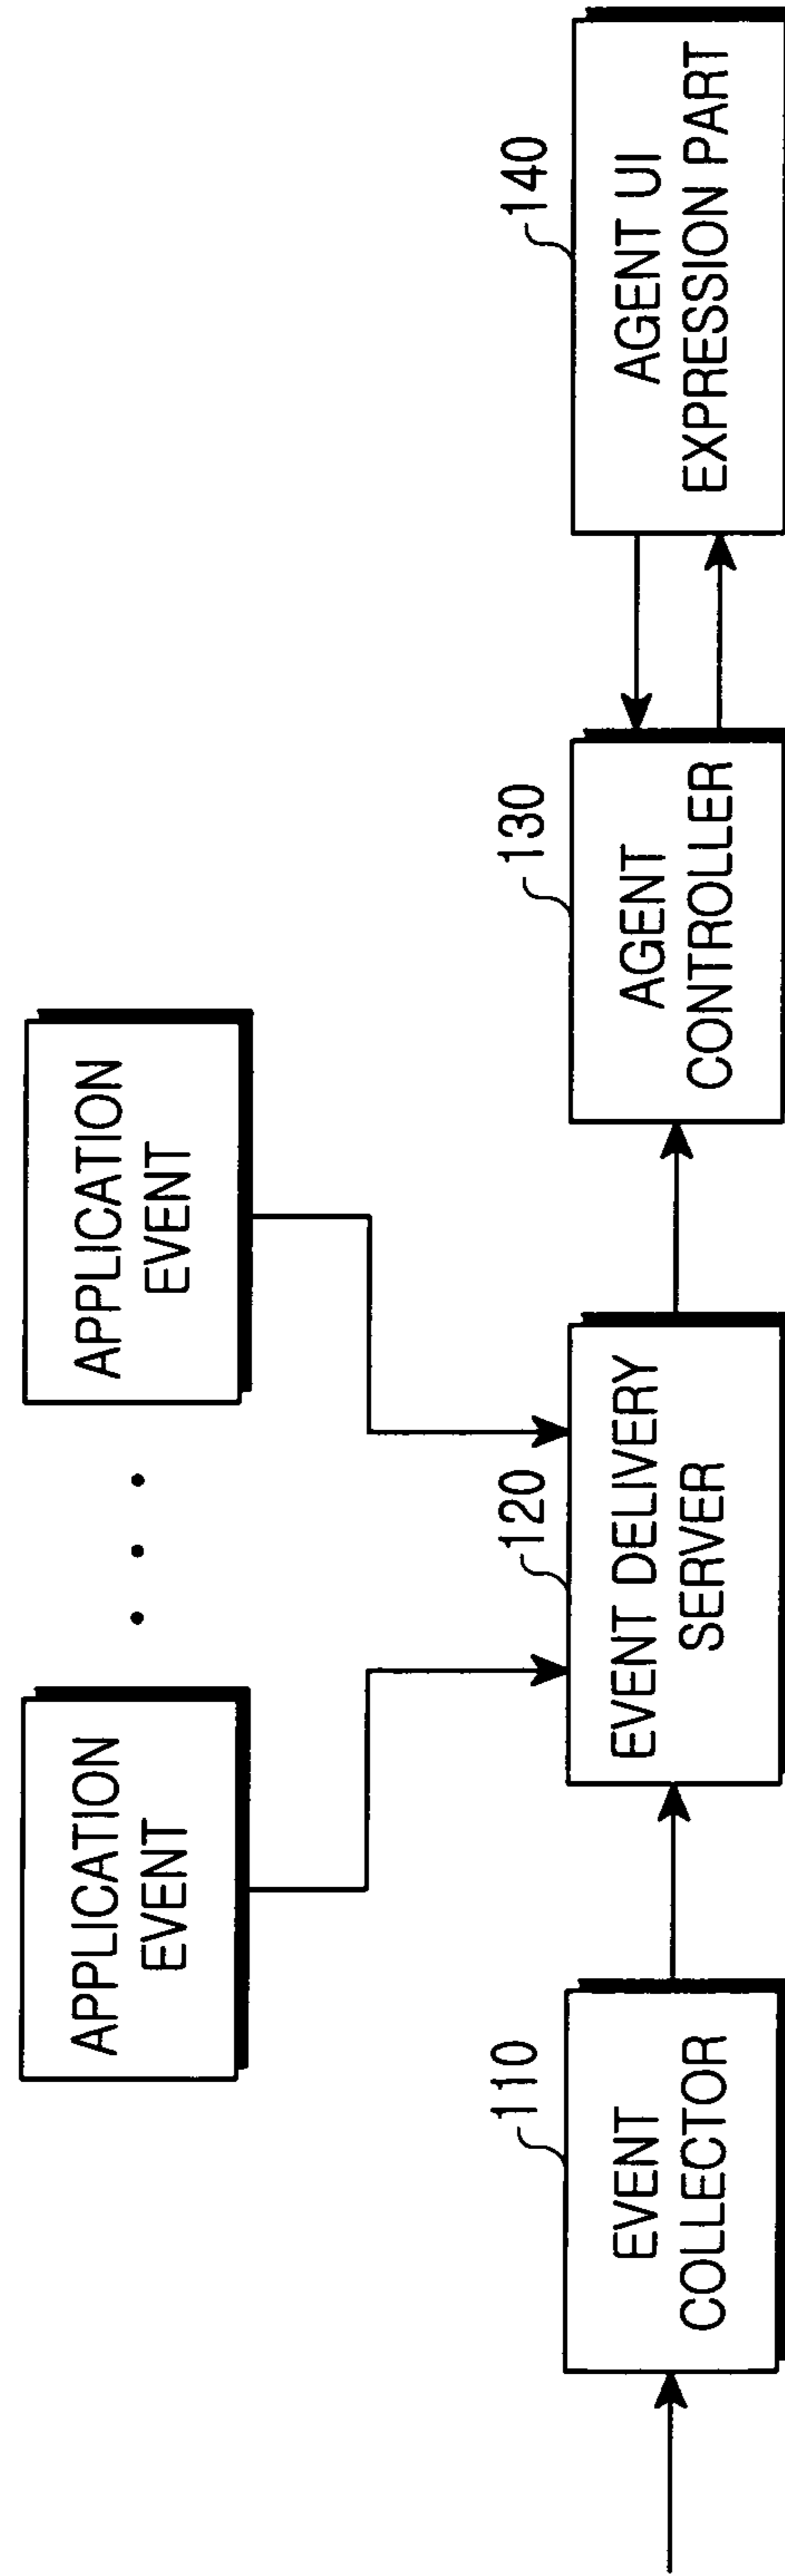 APPLICATION
EVENT
. . .
APPLICATION
EVENT
110
EVENT
COLLECTOR
120
EVENT DELIVERY
SERVER
130
AGENT
CONTROLLER
140
AGENT UI
EXPRESSION PART